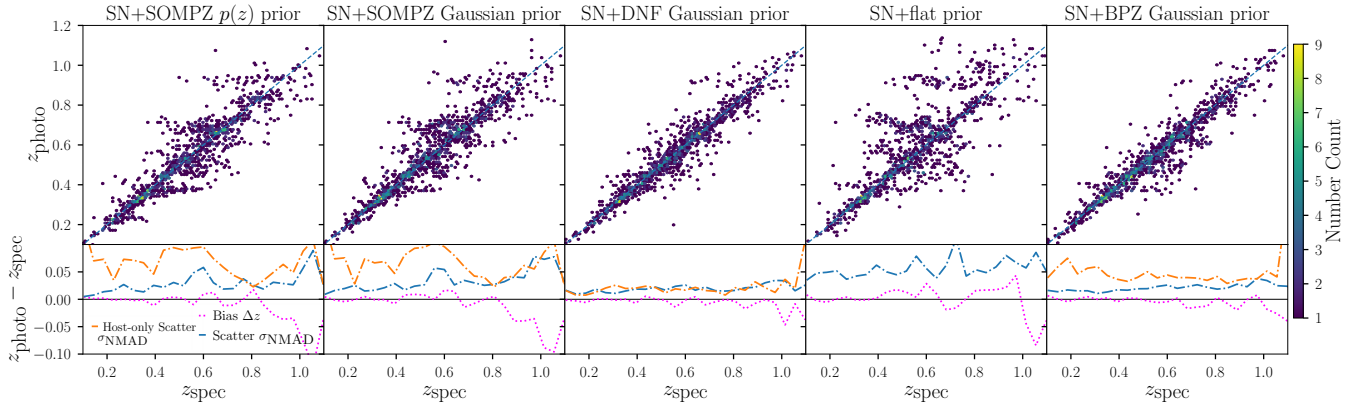 SN+SOMPZ p(z) prior
SN+SOMPZ Gaussian prior
SN+DNF Gaussian prior
SN+flat prior
SN+BPZ Gaussian prior
1.2
1.0
0.8
0.6
0.4
0.2
z_photo
9
8
7
6
5
4
3
2
1
Number Count
0.05
0.00
−0.05
−0.10
z_photo − z_spec
Host-only Scatter
σ_NMAD
Bias Δz
Scatter σ_NMAD
0.2 0.4 0.6 0.8 1.0
0.2 0.4 0.6 0.8 1.0
0.2 0.4 0.6 0.8 1.0
0.2 0.4 0.6 0.8 1.0
0.2 0.4 0.6 0.8 1.0
z_spec
z_spec
z_spec
z_spec
z_spec